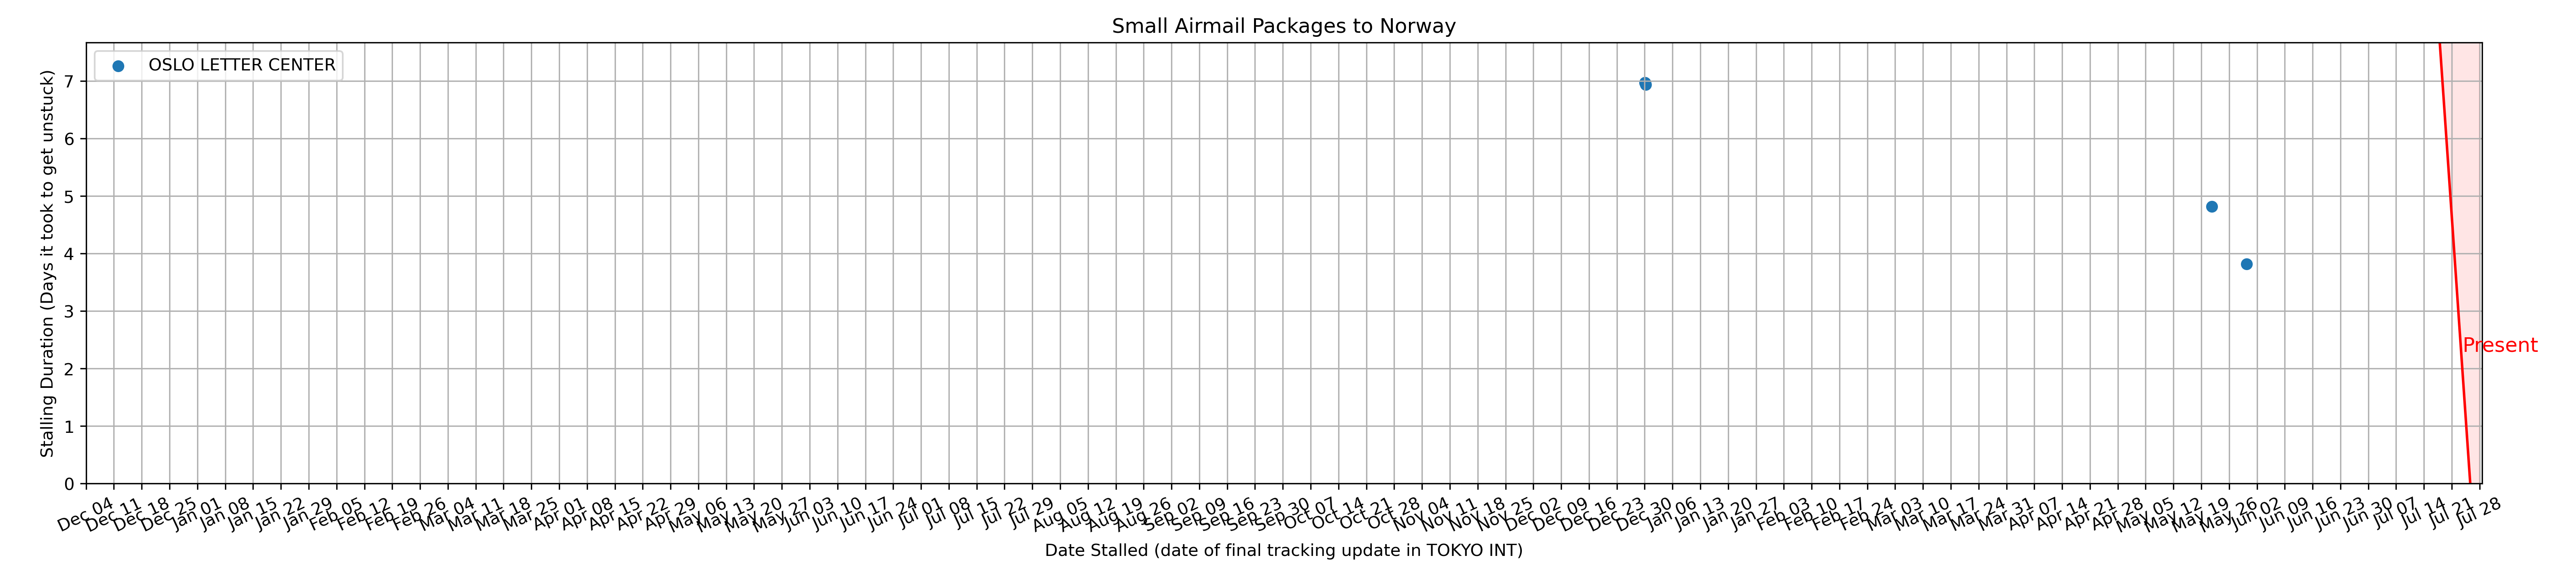 Small Airmail Packages to Norway
OSLO LETTER CENTER
Stalling Duration (Days it took to get unstuck)
7
6
5
4
3
2
1
0
Present
Dec 04 Dec 11 Dec 18 Dec 25 Jan 01 Jan 08 Jan 15 Jan 22 Jan 29 Feb 05 Feb 12 Feb 19 Feb 26 Mar 04 Mar 11 Mar 18 Mar 25 Apr 01 Apr 08 Apr 15 Apr 22 Apr 29 May 06 May 13 May 20 May 27 Jun 03 Jun 10 Jun 17 Jun 24 Jul 01 Jul 08 Jul 15 Jul 22 Jul 29 Aug 05 Aug 12 Aug 19 Aug 26 Sep 02 Sep 09 Sep 16 Sep 23 Sep 30 Oct 07 Oct 14 Oct 21 Oct 28 Nov 04 Nov 11 Nov 18 Nov 25 Dec 02 Dec 09 Dec 16 Dec 23 Dec 30 Jan 06 Jan 13 Jan 20 Jan 27 Feb 03 Feb 10 Feb 17 Feb 24 Mar 03 Mar 10 Mar 17 Mar 24 Mar 31 Apr 07 Apr 14 Apr 21 Apr 28 May 05 May 12 May 19 May 26 Jun 02 Jun 09 Jun 16 Jun 23 Jun 30 Jul 07 Jul 14 Jul 21 Jul 28
Date Stalled (date of final tracking update in TOKYO INT)